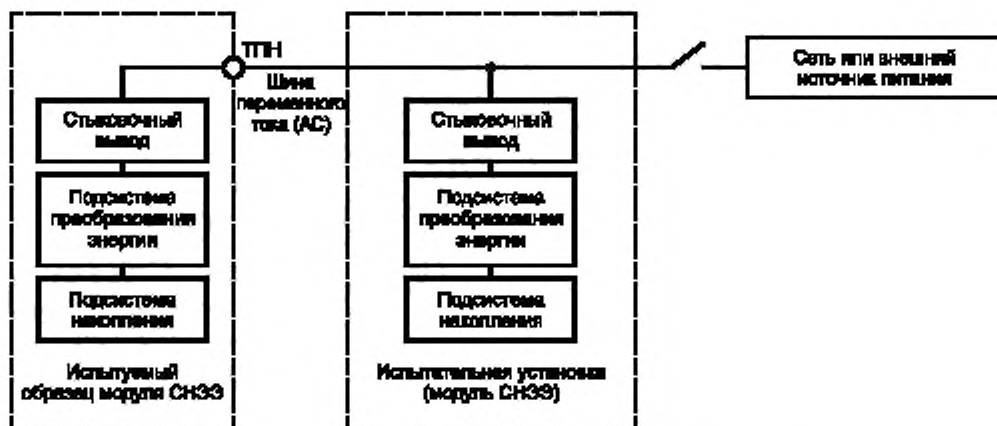 ТПН
Шина
переменного
тока (АС)
Сеть или внешний
источник питания
Стыковочный
вывод
Подсистема
преобразования
энергии
Подсистема
накопления
Испытуемый
образец модуля СНЭЭ
Стыковочный
вывод
Подсистема
преобразования
энергии
Подсистема
накопления
Испытательная установка
(модуль СНЭЭ)